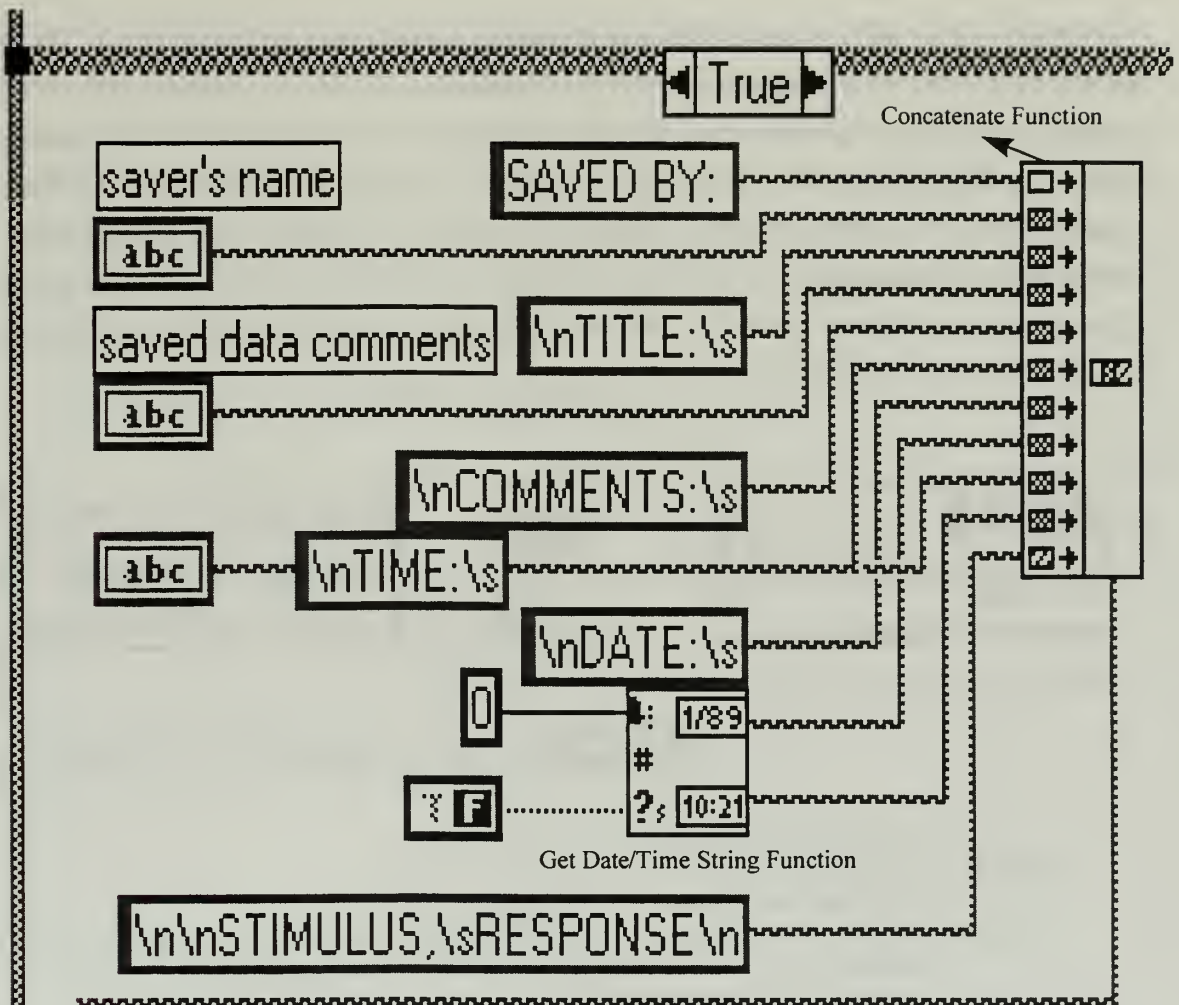 True
Concatenate Function
saver's name
SAVED BY:
abc
saved data comments
\nTITLE:\s
abc
\nCOMMENTS:\s
abc
\nTIME:\s
\nDATE:\s
0
: 1/89
#
F
? 10:21
Get Date/Time String Function
\n\nSTIMULUS,\sRESPONSE\n